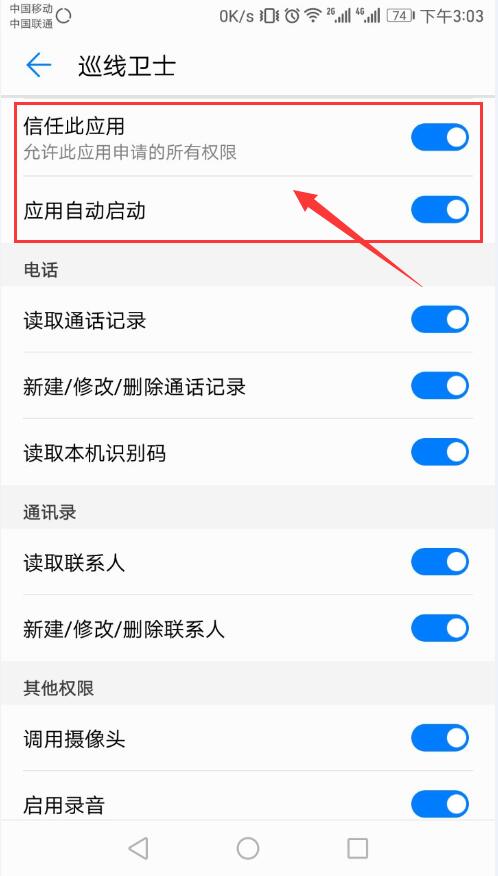 中国移动
中国联通
0K/s 2G 4G 74 下午3:03
巡线卫士
信任此应用
允许此应用申请的所有权限
应用自动启动
电话
读取通话记录
新建/修改/删除通话记录
读取本机识别码
通讯录
读取联系人
新建/修改/删除联系人
其他权限
调用摄像头
启用录音